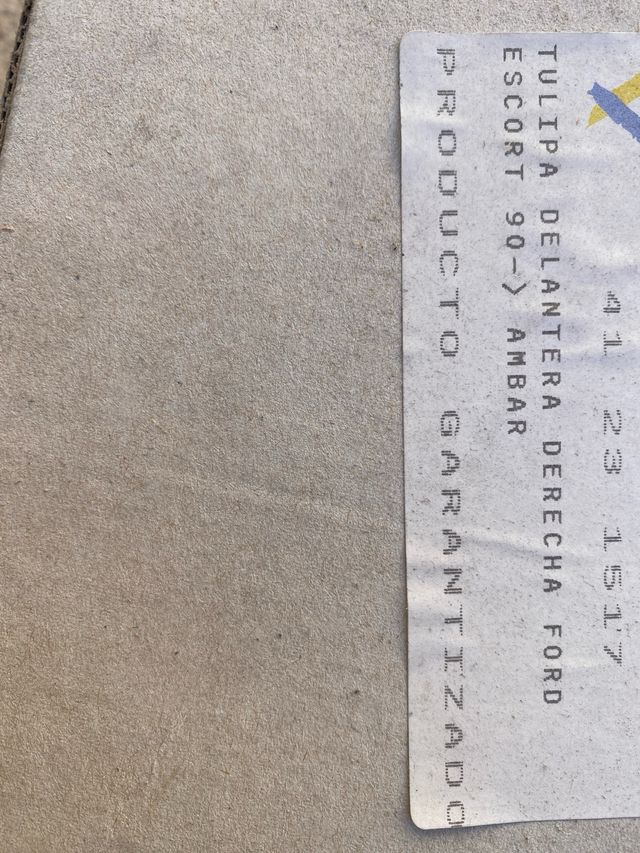 41 23 1517
TULIPA DELANTERA DERECHA FORD
ESCORT 90-> AMBAR
PRODUCTO GARANTIZADO